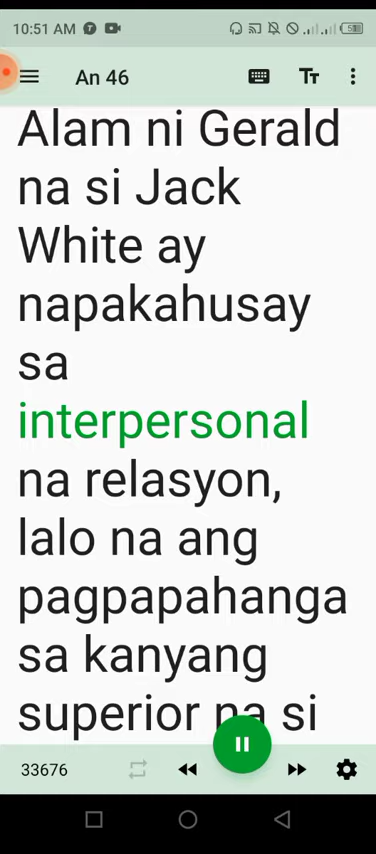 10:51 AM
An 46
Alam ni Gerald
na si Jack
White ay
napakahusay
sa
interpersonal
na relasyon,
lalo na ang
pagpapahanga
sa kanyang
superior na si
33676